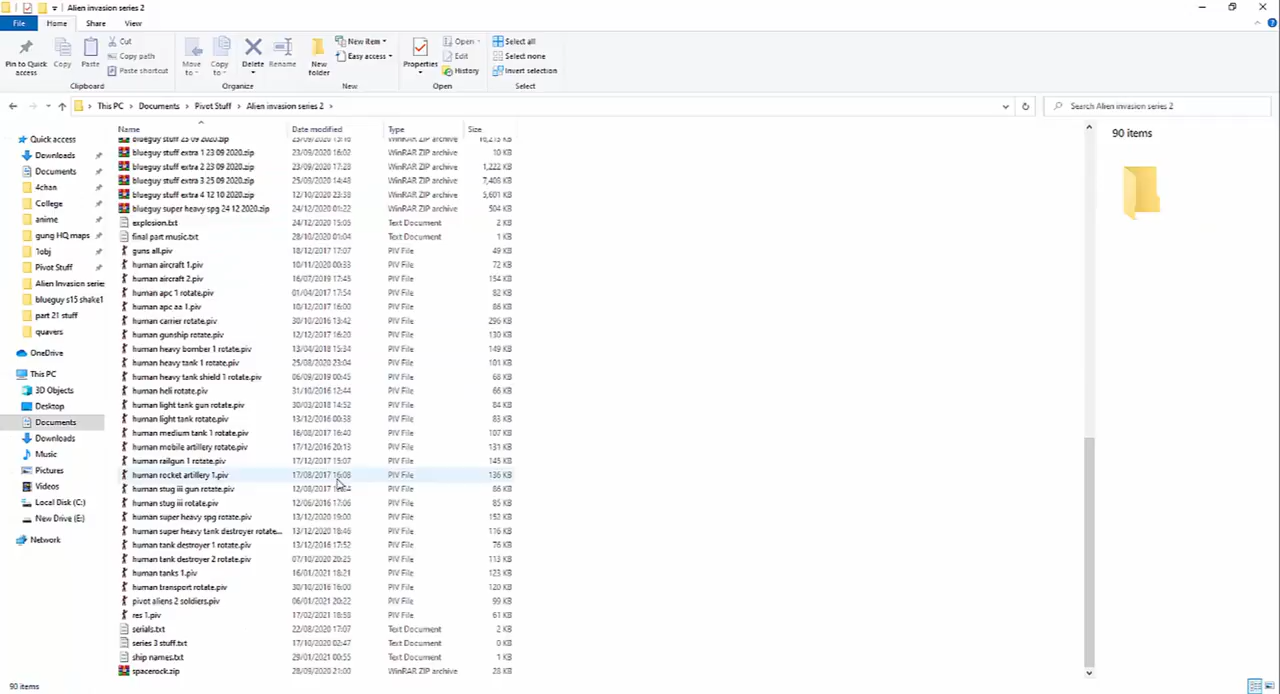 Alien invasion series 2
File Home Share View
Pin to Quick access
Copy
Paste
Cut
Copy path
Paste shortcut
Move to
Copy to
Delete
Rename
New folder
New item
Easy access
Properties
Open
Edit
History
Select all
Select none
Invert selection
Clipboard Organize New Open Select
This PC Documents Pivot Stuff Alien invasion series 2
Search Alien invasion series 2
Quick access
Downloads
Documents
4chan
College
anime
gung HQ maps
1obj
Pivot Stuff
Alien Invasion serie
blueguy s15 shake1
part 21 stuff
quavers
OneDrive
This PC
3D Objects
Desktop
Documents
Downloads
Music
Pictures
Videos
Local Disk (C:)
New Drive (E:)
Network
Name Date modified Type Size
blueguy stuff 23 09 2020.zip 23/09/2020 15:16 WinRAR ZIP archive
blueguy stuff extra 1 23 09 2020.zip 23/09/2020 16:02 WinRAR ZIP archive 10 KB
blueguy stuff extra 2 23 09 2020.zip 23/09/2020 17:28 WinRAR ZIP archive 1,222 KB
blueguy stuff extra 3 25 09 2020.zip 25/09/2020 14:48 WinRAR ZIP archive 7,408 KB
blueguy stuff extra 4 12 10 2020.zip 12/10/2020 23:38 WinRAR ZIP archive 5,601 KB
blueguy super heavy spg 24 12 2020.zip 24/12/2020 01:22 WinRAR ZIP archive 504 KB
explosion.txt 24/12/2020 15:05 Text Document 2 KB
final part music.txt 28/10/2020 01:04 Text Document 1 KB
guns all.piv 18/12/2017 17:07 PIV File 49 KB
human aircraft 1.piv 10/11/2020 00:33 PIV File 72 KB
human aircraft 2.piv 16/07/2019 17:45 PIV File 154 KB
human apc 1 rotate.piv 01/04/2017 17:54 PIV File 82 KB
human apc aa 1.piv 10/12/2017 16:00 PIV File 86 KB
human carrier rotate.piv 30/10/2016 13:42 PIV File 296 KB
human gunship rotate.piv 12/12/2017 16:20 PIV File 130 KB
human heavy bomber 1 rotate.piv 13/04/2018 15:34 PIV File 149 KB
human heavy tank 1 rotate.piv 25/08/2020 23:04 PIV File 101 KB
human heavy tank shield 1 rotate.piv 06/09/2019 00:45 PIV File 68 KB
human heli rotate.piv 31/10/2016 12:44 PIV File 66 KB
human light tank gun rotate.piv 30/03/2018 14:52 PIV File 84 KB
human light tank rotate.piv 13/12/2016 00:38 PIV File 83 KB
human medium tank 1 rotate.piv 16/08/2017 16:40 PIV File 107 KB
human mobile artillery rotate.piv 17/12/2016 20:13 PIV File 131 KB
human railgun 1 rotate.piv 17/12/2017 15:07 PIV File 145 KB
human rocket artillery 1.piv 17/08/2017 16:08 PIV File 136 KB
human stug iii gun rotate.piv 12/08/2017 PIV File 86 KB
human stug iii rotate.piv 12/06/2016 17:06 PIV File 85 KB
human super heavy spg rotate.piv 13/12/2020 19:00 PIV File 152 KB
human super heavy tank destroyer rotate... 13/12/2020 18:46 PIV File 116 KB
human tank destroyer 1 rotate.piv 13/12/2016 17:52 PIV File 76 KB
human tank destroyer 2 rotate.piv 07/10/2020 20:25 PIV File 113 KB
human tanks 1.piv 16/01/2021 18:21 PIV File 123 KB
human transport rotate.piv 30/10/2016 16:00 PIV File 120 KB
pivot aliens 2 soldiers.piv 06/01/2021 20:22 PIV File 99 KB
res 1.piv 17/02/2021 18:58 PIV File 61 KB
serials.txt 22/08/2020 17:07 Text Document 2 KB
series 3 stuff.txt 17/10/2020 02:47 Text Document 0 KB
ship names.txt 29/01/2021 00:55 Text Document 1 KB
spacerock.zip 28/09/2020 21:00 WinRAR ZIP archive 28 KB
90 items
90 items